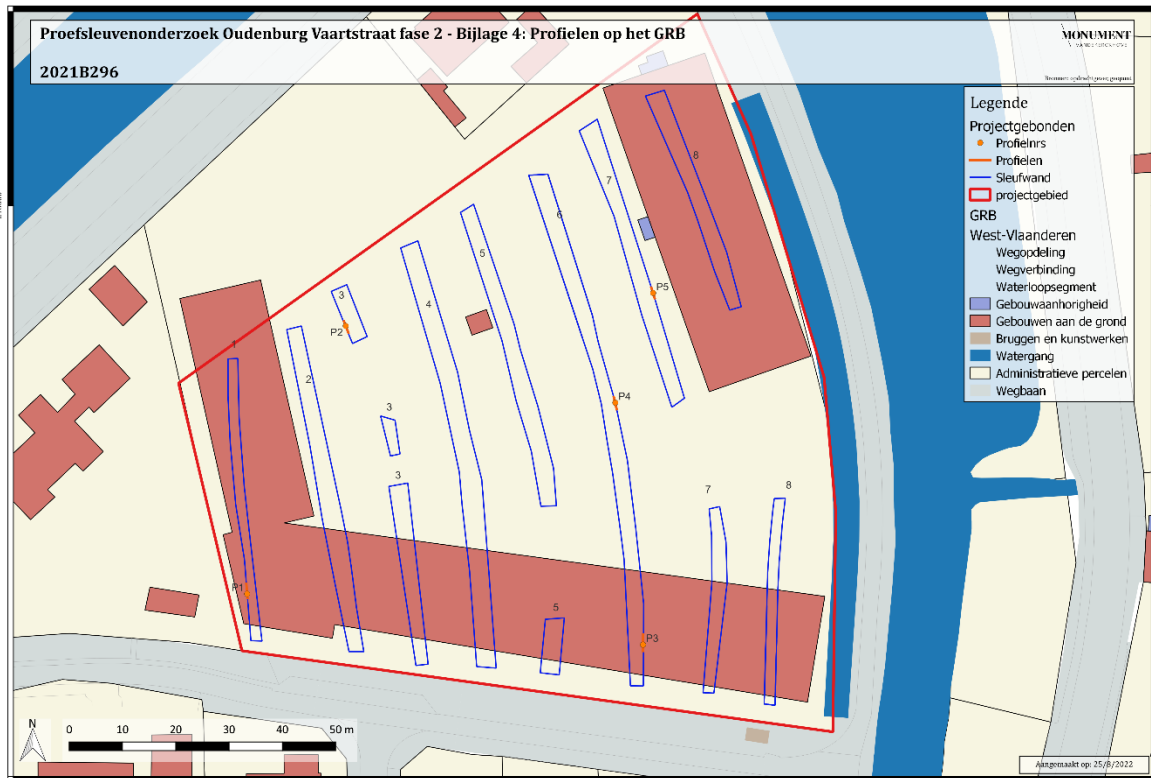 Proefsleuvenonderzoek Oudenburg Vaartstraat fase 2 - Bijlage 4: Profielen op het GRB
2021B296
MONUMENT
Legende
Projectgebonden
Profielnrs
Profielen
Sleufwand
projectgebied
GRB
West-Vlaanderen
Wegopdeling
Wegverbinding
Waterloopsegment
Gebouwaanhorigheid
Gebouwen aan de grond
Bruggen en kunstwerken
Watergang
Administratieve percelen
Wegbaan
8
7
6
5
4
3
P2
P5
1
2
P4
3
3
7
8
P1
5
P3
N
0 10 20 30 40 50 m
Aangemaakt op: 25/8/2022